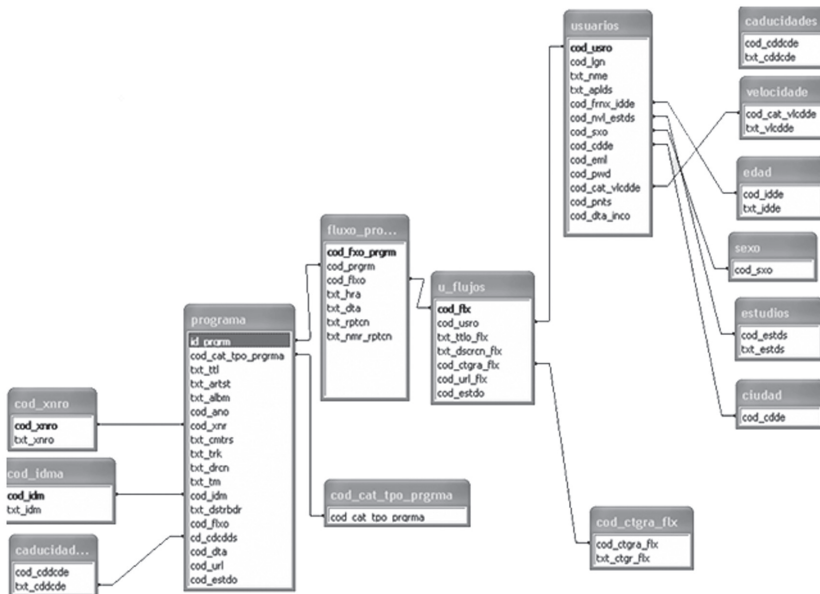 usuarios
cod_usro
cod_lgn
txt_nme
txt_aplds
cod_frnx_idde
cod_nvl_estds
cod_sxo
cod_cdde
cod_eml
cod_pwd
cod_cat_vlcdde
cod_pnts
cod_dta_inco
caducidades
cod_cddcde
txt_cddcde
velocidade
cod_cat_vlcdde
txt_vlcdde
edad
cod_idde
txt_idde
sexo
cod_sxo
estudios
cod_estds
txt_estds
ciudad
cod_cdde
fluxo_pro...
cod_fxo_prgrm
cod_prgrm
cod_flxo
txt_hra
txt_dta
txt_rptcn
txt_nmr_rptcn
u_flujos
cod_flx
cod_usro
txt_ttlo_flx
txt_dscrcn_flx
cod_ctgra_flx
cod_url_flx
cod_estdo
programa
id_prgrm
cod_cat_tpo_prgrma
txt_ttl
txt_artst
txt_albm
cod_ano
cod_xnr
txt_cmtrs
txt_trk
txt_drcn
txt_tm
cod_idm
txt_dstrbdr
cod_flxo
cd_cdcdds
cod_dta
cod_url
cod_estdo
cod_xnro
cod_xnro
txt_xnro
cod_idma
cod_idm
txt_idm
caducidad...
cod_cddcde
txt_cddcde
cod_cat_tpo_prgrma
cod_cat_tpo_prgrma
cod_ctgra_flx
cod_ctgra_flx
txt_ctgr_flx